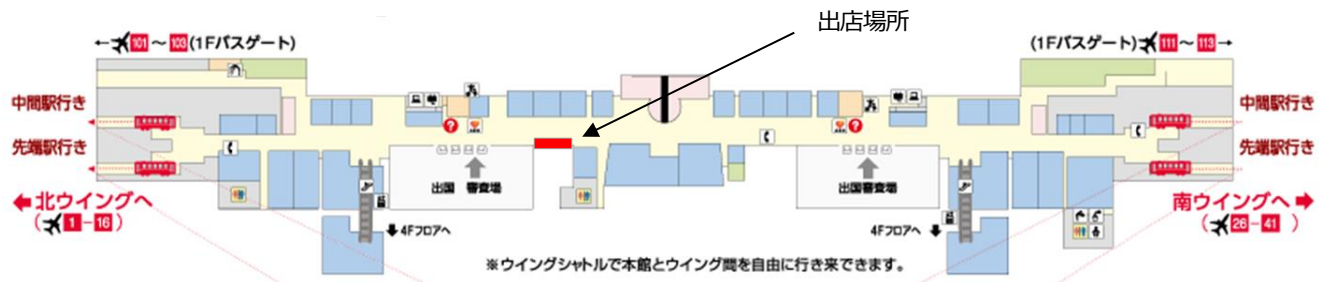 出店場所
←101～103(1Fバスゲート)
(1Fバスゲート)111～113→
中間駅行き
中間駅行き
先端駅行き
先端駅行き
?
?
出国 審査場
出国審査場
←北ウイングへ
(1-16)
南ウイングへ→
(26-41)
↓4Fフロアへ
4Fフロアへ↓
※ウイングシャトルで本館とウイング間を自由に行き来できます。